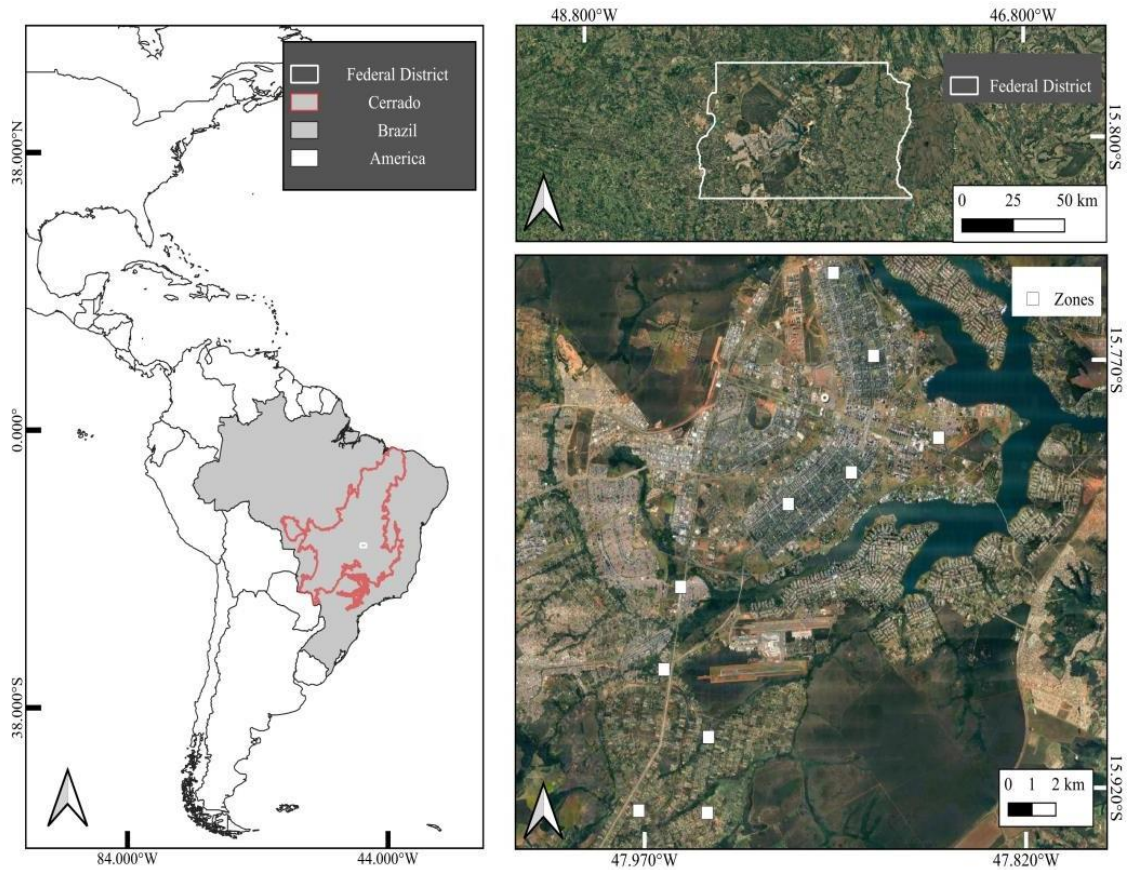 Federal District
Cerrado
Brazil
America
38.000°N
0.000°
38.000°S
84.000°W
44.000°W
48.800°W
46.800°W
Federal District
15.800°S
0 25 50 km
Zones
15.770°S
0 1 2 km
15.920°S
47.970°W
47.820°W